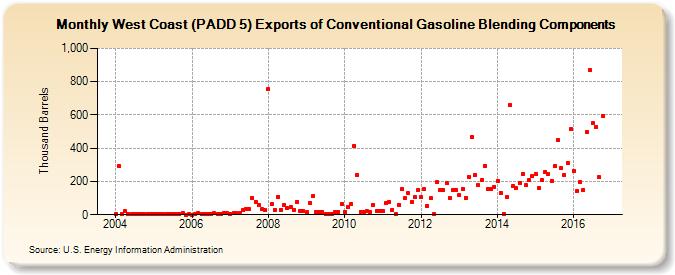 Monthly West Coast (PADD 5) Exports of Conventional Gasoline Blending Components
Thousand Barrels
1,000
800
600
400
200
0
2004 2006 2008 2010 2012 2014 2016
Source: U.S. Energy Information Administration